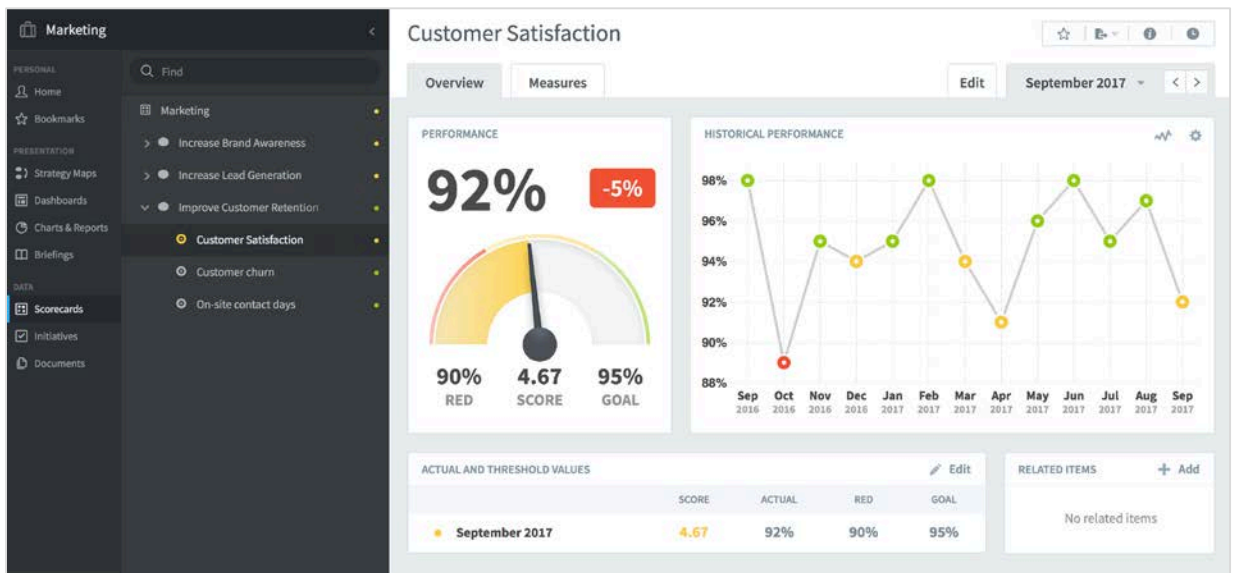 Marketing
PERSONAL
Home
Bookmarks
PRESENTATION
Strategy Maps
Dashboards
Charts & Reports
Briefings
DATA
Scorecards
Initiatives
Documents
Find
Marketing
Increase Brand Awareness
Increase Lead Generation
Improve Customer Retention
Customer Satisfaction
Customer churn
On-site contact days
Customer Satisfaction
Overview Measures Edit September 2017
PERFORMANCE
92% -5%
90% 4.67 95%
RED SCORE GOAL
HISTORICAL PERFORMANCE
98%
96%
94%
92%
90%
88%
Sep Oct Nov Dec Jan Feb Mar Apr May Jun Jul Aug Sep
2016 2016 2016 2016 2017 2017 2017 2017 2017 2017 2017 2017 2017
ACTUAL AND THRESHOLD VALUES Edit
SCORE ACTUAL RED GOAL
September 2017 4.67 92% 90% 95%
RELATED ITEMS Add
No related items